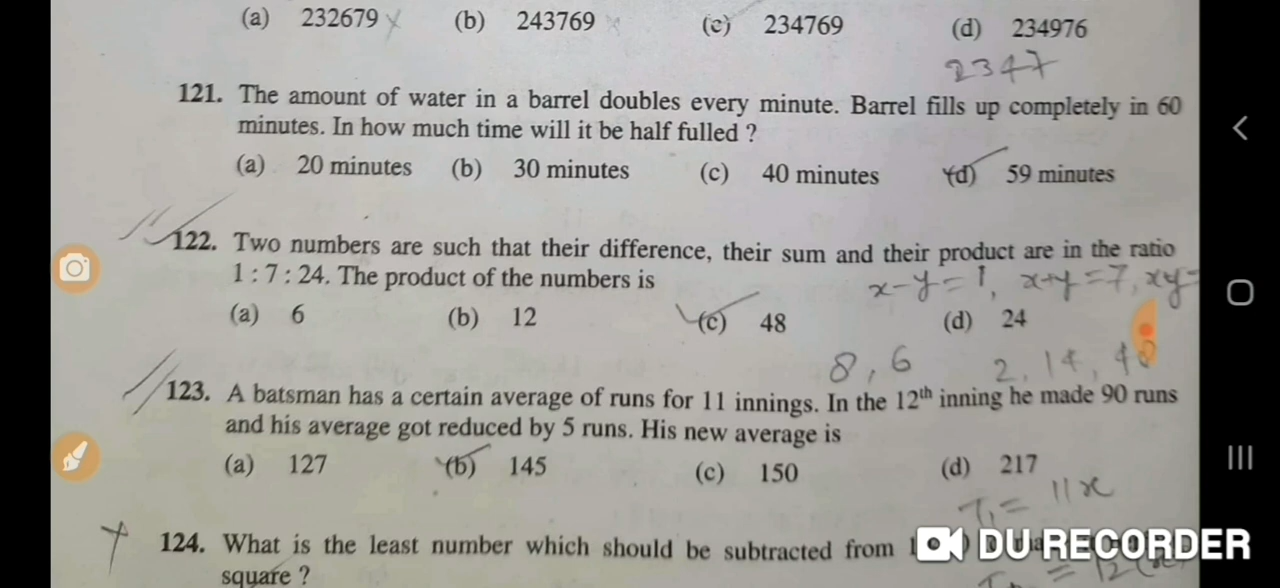 (a) 232679 (b) 243769 (c) 234769 (d) 234976
2347
121. The amount of water in a barrel doubles every minute. Barrel fills up completely in 60
minutes. In how much time will it be half fulled ?
(a) 20 minutes (b) 30 minutes (c) 40 minutes (d) 59 minutes
122. Two numbers are such that their difference, their sum and their product are in the ratio
1 : 7 : 24. The product of the numbers is
x-y=1, x+y=7, xy=
(a) 6 (b) 12 (c) 48 (d) 24
8, 6 2, 14, 48
123. A batsman has a certain average of runs for 11 innings. In the 12th inning he made 90 runs
and his average got reduced by 5 runs. His new average is
(a) 127 (b) 145 (c) 150 (d) 217
T₁ = 11x
124. What is the least number which should be subtracted from
DU RECORDER
square ?
= 12